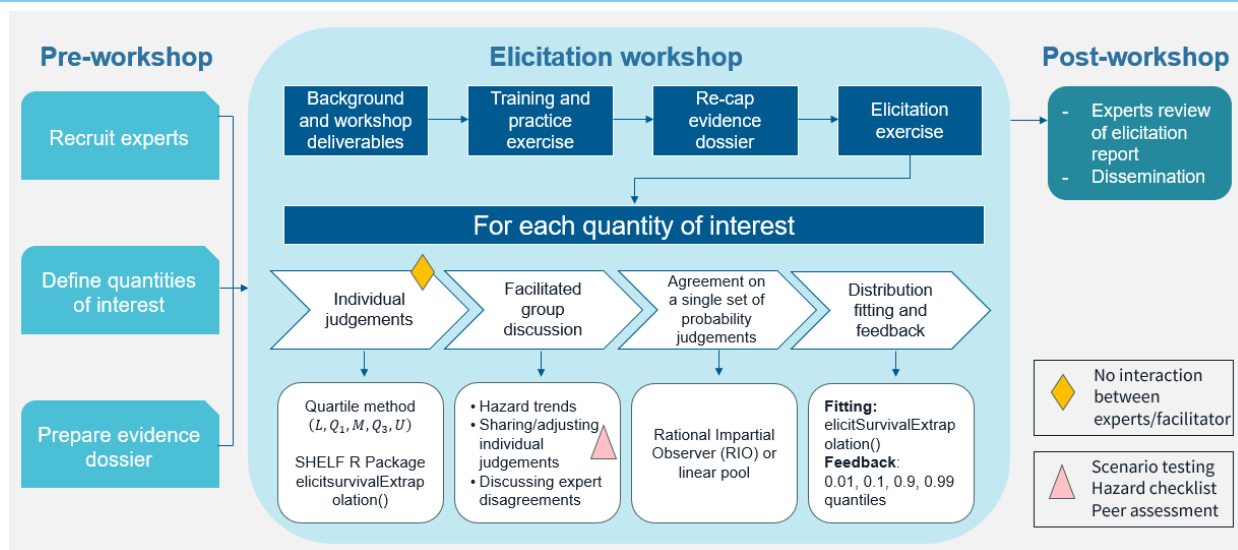 Pre-workshop
Recruit experts
Define quantities
of interest
Prepare evidence
dossier
Elicitation workshop
Background
and workshop
deliverables
Training and
practice
exercise
Re-cap
evidence
dossier
Elicitation
exercise
For each quantity of interest
Individual
judgements
Facilitated
group
discussion
Agreement on
a single set of
probability
judgements
Distribution
fitting and
feedback
Quartile method
(L, Q₁, M, Q₃, U)
SHELF R Package
elicitsurvivalExtrap
olation()
• Hazard trends
• Sharing/adjusting
individual
judgements
• Discussing expert
disagreements
Rational Impartial
Observer (RIO) or
linear pool
Fitting:
elicitSurvivalExtrap
olation()
Feedback:
0.01, 0.1, 0.9, 0.99
quantiles
Post-workshop
- Experts review
of elicitation
report
- Dissemination
No interaction
between
experts/facilitator
Scenario testing
Hazard checklist
Peer assessment